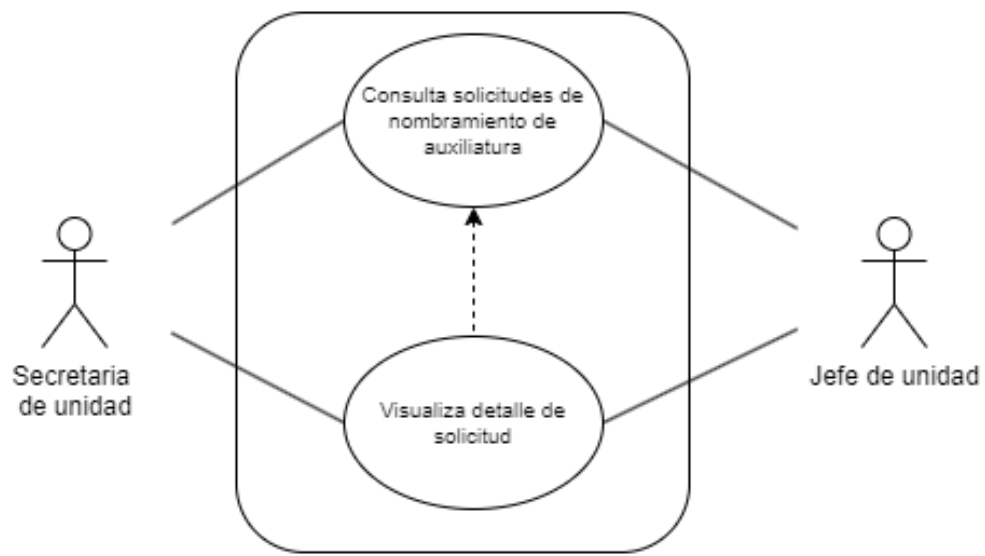 Consulta solicitudes de
nombramiento de
auxiliatura
Secretaria
de unidad
Jefe de unidad
Visualiza detalle de
solicitud